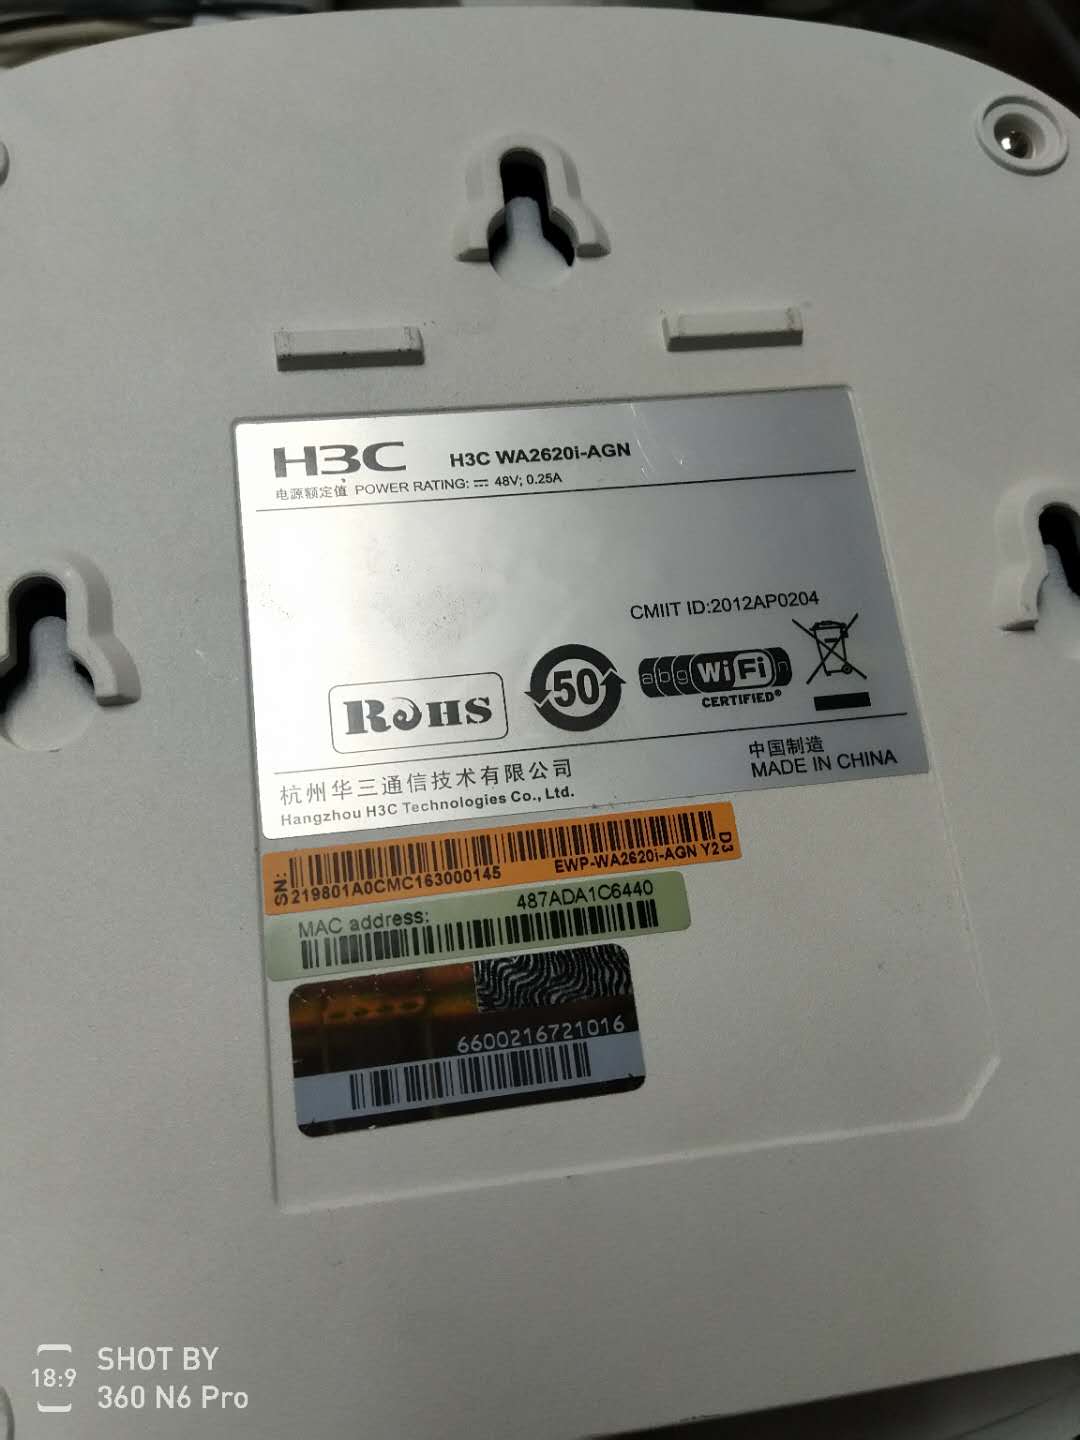 H3C H3C WA2620i-AGN
电源额定值 POWER RATING: ⎓ 48V; 0.25A
CMIIT ID:2012AP0204
RoHS 50 a b g WiFi n
CERTIFIED®
中国制造
MADE IN CHINA
杭州华三通信技术有限公司
Hangzhou H3C Technologies Co., Ltd.
SN:
219801A0CMC163000145 EWP-WA2620i-AGN Y2 D3
MAC address: 487ADA1C6440
6600216721016
18:9
SHOT BY
360 N6 Pro